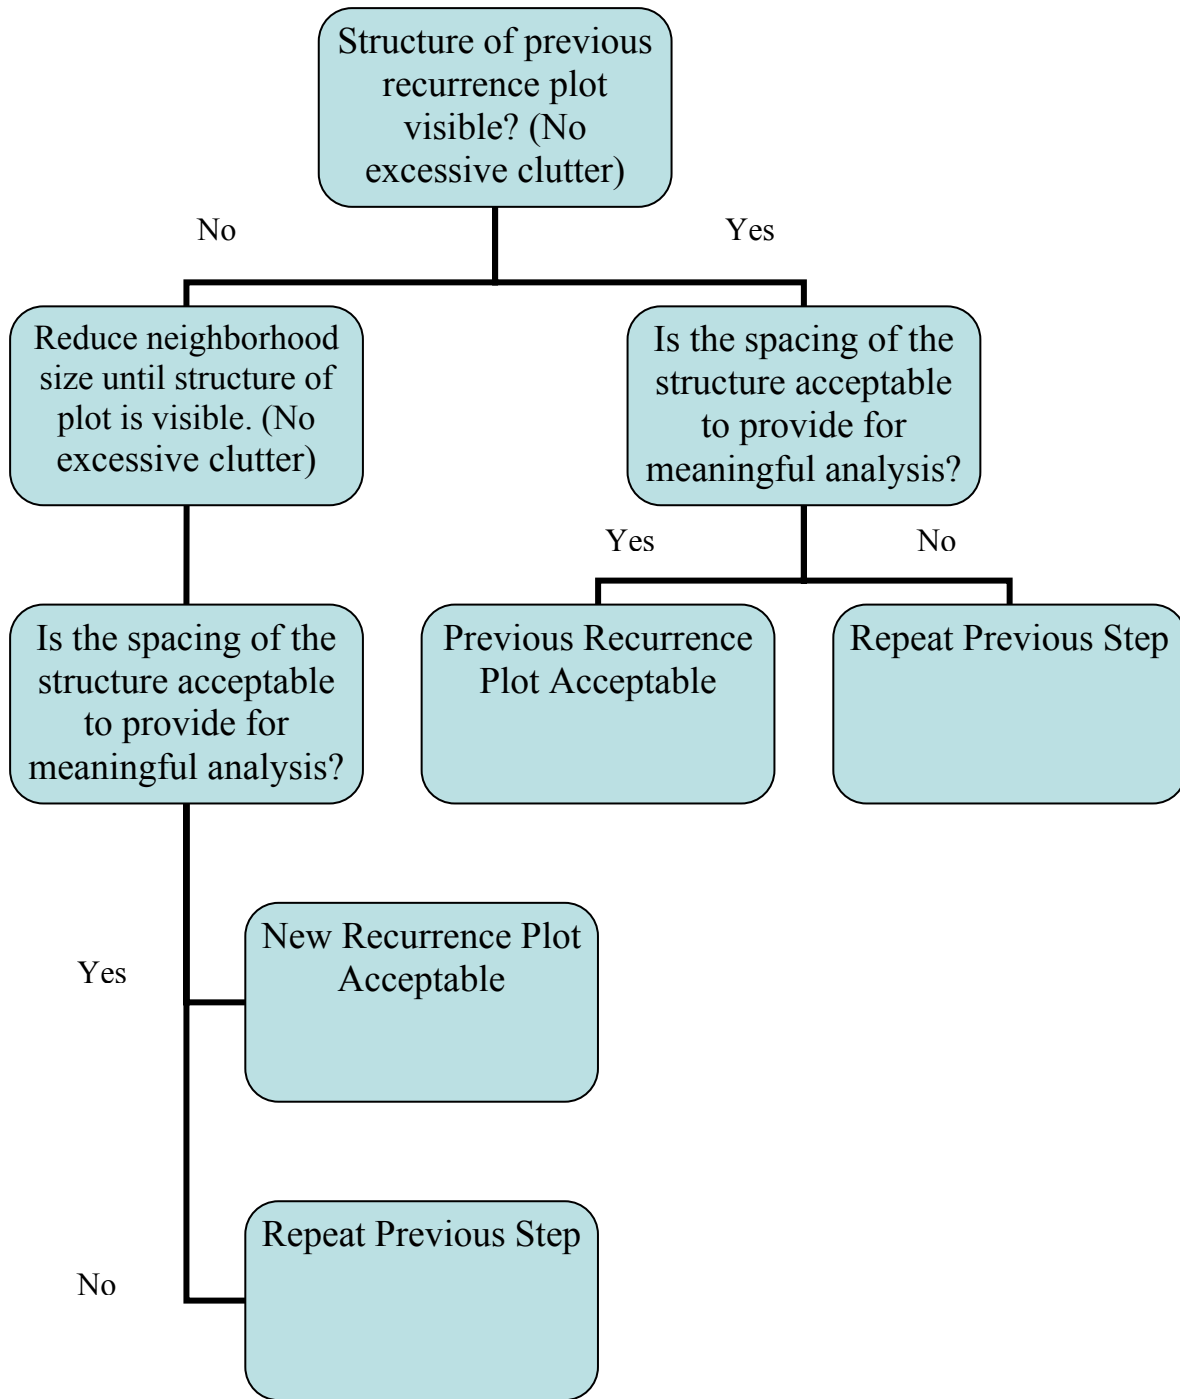 Structure of previous
recurrence plot
visible? (No
excessive clutter)
No
Yes
Reduce neighborhood
size until structure of
plot is visible. (No
excessive clutter)
Is the spacing of the
structure acceptable
to provide for
meaningful analysis?
Yes
No
Is the spacing of the
structure acceptable
to provide for
meaningful analysis?
Previous Recurrence
Plot Acceptable
Repeat Previous Step
Yes
New Recurrence Plot
Acceptable
No
Repeat Previous Step